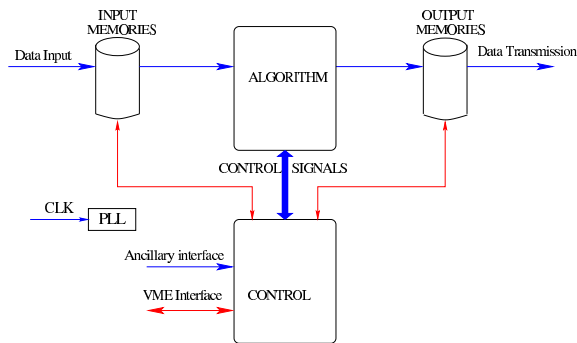 INPUT
MEMORIES
OUTPUT
MEMORIES
Data Input
ALGORITHM
Data Transmission
CONTROL SIGNALS
CLK
PLL
Ancillary interface
VME Interface
CONTROL